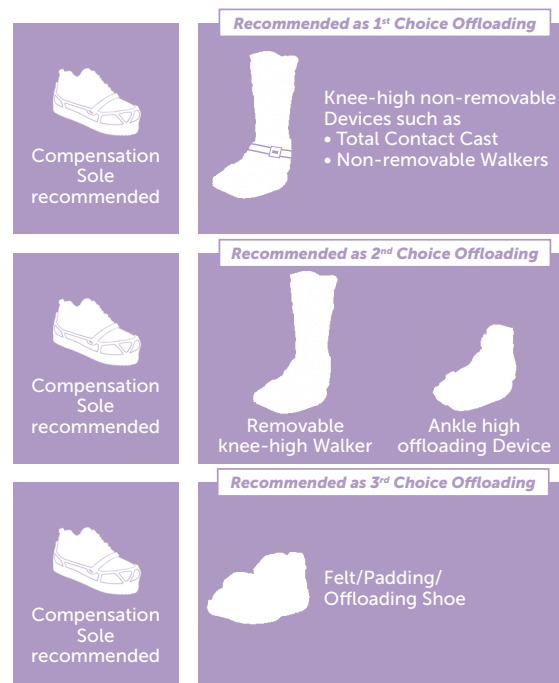 Recommended as 1st Choice Offloading
Compensation
Sole
recommended
Knee-high non-removable
Devices such as
• Total Contact Cast
• Non-removable Walkers
Recommended as 2nd Choice Offloading
Compensation
Sole
recommended
Removable
knee-high Walker
Ankle high
offloading Device
Recommended as 3rd Choice Offloading
Compensation
Sole
recommended
Felt/Padding/
Offloading Shoe